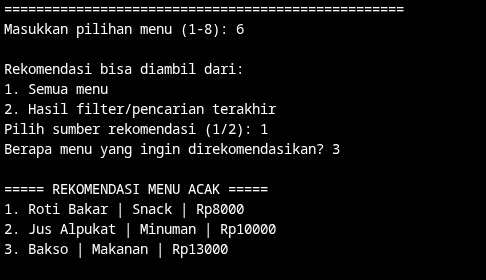 ==================================================
Masukkan pilihan menu (1-8): 6
Rekomendasi bisa diambil dari:
1. Semua menu
2. Hasil filter/pencarian terakhir
Pilih sumber rekomendasi (1/2): 1
Berapa menu yang ingin direkomendasikan? 3
===== REKOMENDASI MENU ACAK =====
1. Roti Bakar | Snack | Rp8000
2. Jus Alpukat | Minuman | Rp10000
3. Bakso | Makanan | Rp13000